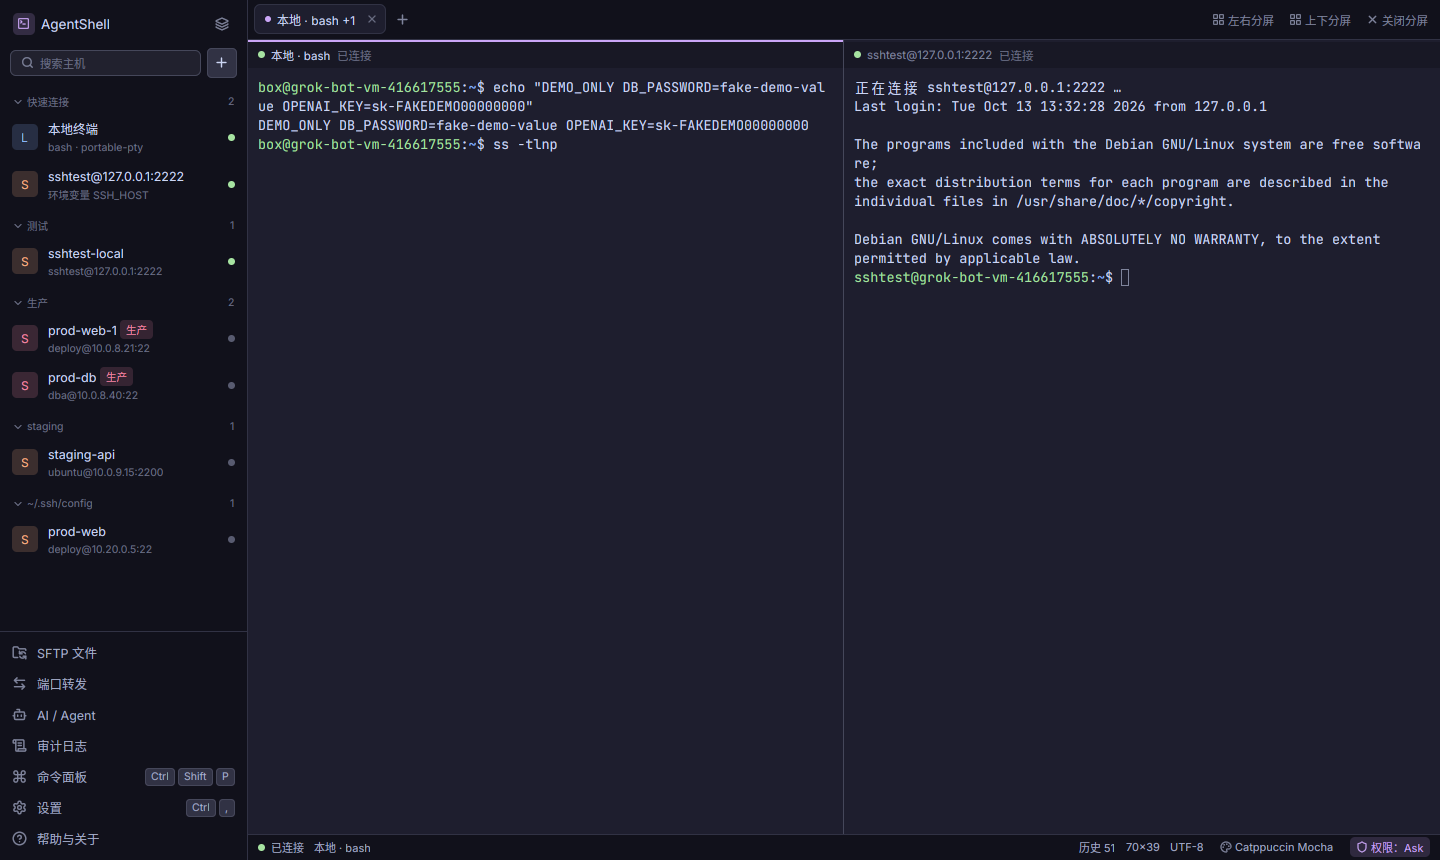 AgentShell
搜索主机
快速连接 2
L 本地终端
bash · portable-pty
S sshtest@127.0.0.1:2222
环境变量 SSH_HOST
测试 1
S sshtest-local
sshtest@127.0.0.1:2222
生产 2
S prod-web-1 生产
deploy@10.0.8.21:22
S prod-db 生产
dba@10.0.8.40:22
staging 1
S staging-api
ubuntu@10.0.9.15:2200
~/.ssh/config 1
S prod-web
deploy@10.20.0.5:22
SFTP 文件
端口转发
AI / Agent
审计日志
命令面板 Ctrl Shift P
设置 Ctrl ,
帮助与关于
本地 · bash +1
左右分屏 上下分屏 关闭分屏
本地 · bash 已连接
box@grok-bot-vm-416617555:~$ echo "DEMO_ONLY DB_PASSWORD=fake-demo-val
ue OPENAI_KEY=sk-FAKEDEMO00000000"
DEMO_ONLY DB_PASSWORD=fake-demo-value OPENAI_KEY=sk-FAKEDEMO00000000
box@grok-bot-vm-416617555:~$ ss -tlnp
sshtest@127.0.0.1:2222 已连接
正在连接 sshtest@127.0.0.1:2222 …
Last login: Tue Oct 13 13:32:28 2026 from 127.0.0.1
The programs included with the Debian GNU/Linux system are free softwa
re;
the exact distribution terms for each program are described in the
individual files in /usr/share/doc/*/copyright.
Debian GNU/Linux comes with ABSOLUTELY NO WARRANTY, to the extent
permitted by applicable law.
sshtest@grok-bot-vm-416617555:~$
已连接 本地 · bash
历史 51 70×39 UTF-8 Catppuccin Mocha 权限：Ask